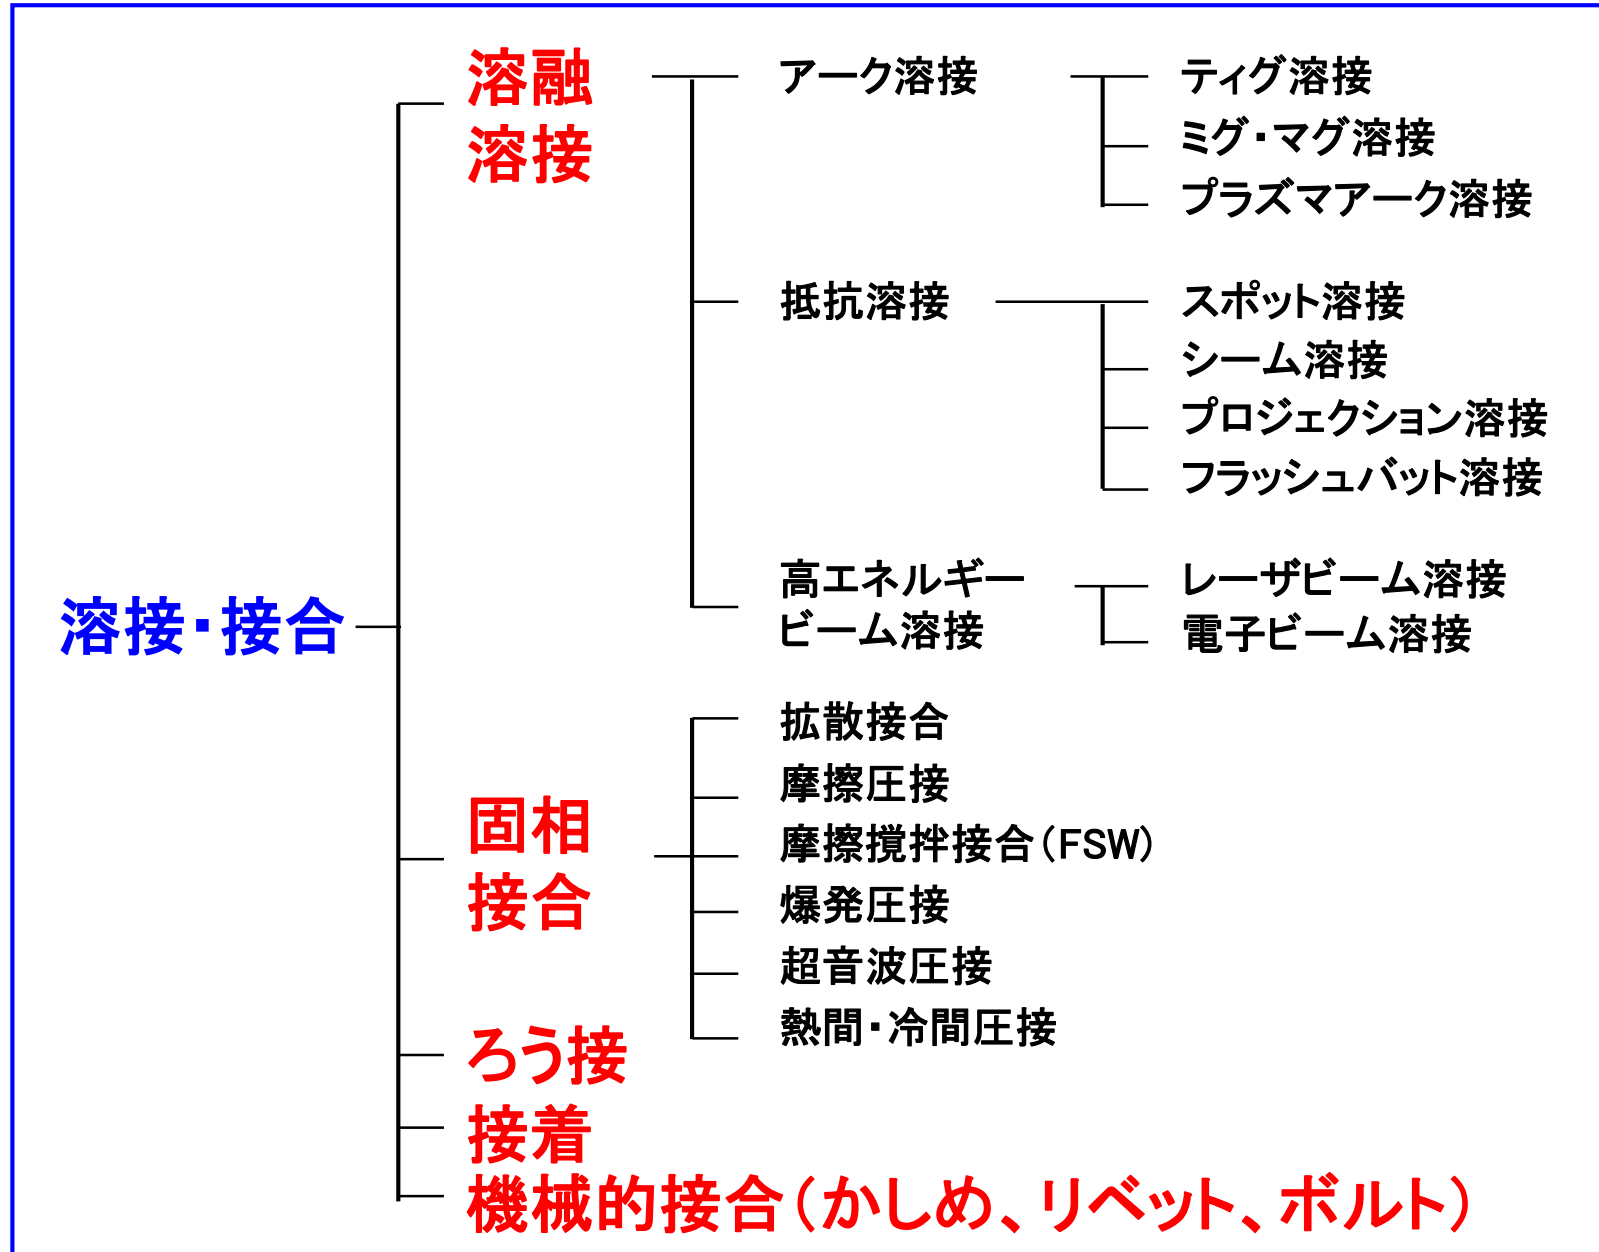 溶融
溶接
アーク溶接
ティグ溶接
ミグ・マグ溶接
プラズマアーク溶接
抵抗溶接
スポット溶接
シーム溶接
プロジェクション溶接
フラッシュバット溶接
高エネルギー
ビーム溶接
レーザビーム溶接
電子ビーム溶接
溶接・接合
固相
接合
拡散接合
摩擦圧接
摩擦撹拌接合(FSW)
爆発圧接
超音波圧接
熱間・冷間圧接
ろう接
接着
機械的接合(かしめ、リベット、ボルト)